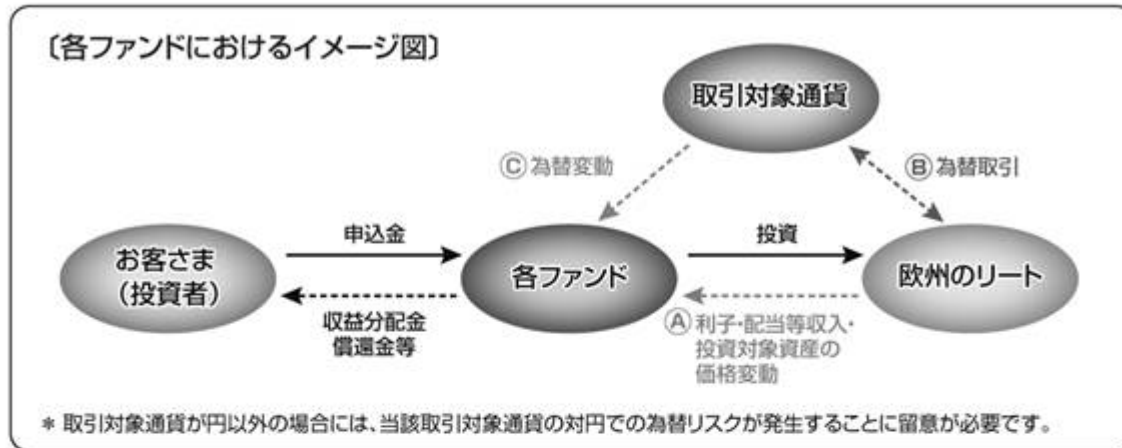 〔各ファンドにおけるイメージ図〕
取引対象通貨
Ⓒ為替変動
Ⓑ為替取引
お客さま
（投資者）
申込金
各ファンド
投資
欧州のリート
収益分配金
償還金等
Ⓐ利子・配当等収入・
投資対象資産の
価格変動
＊ 取引対象通貨が円以外の場合には、当該取引対象通貨の対円での為替リスクが発生することに留意が必要です。